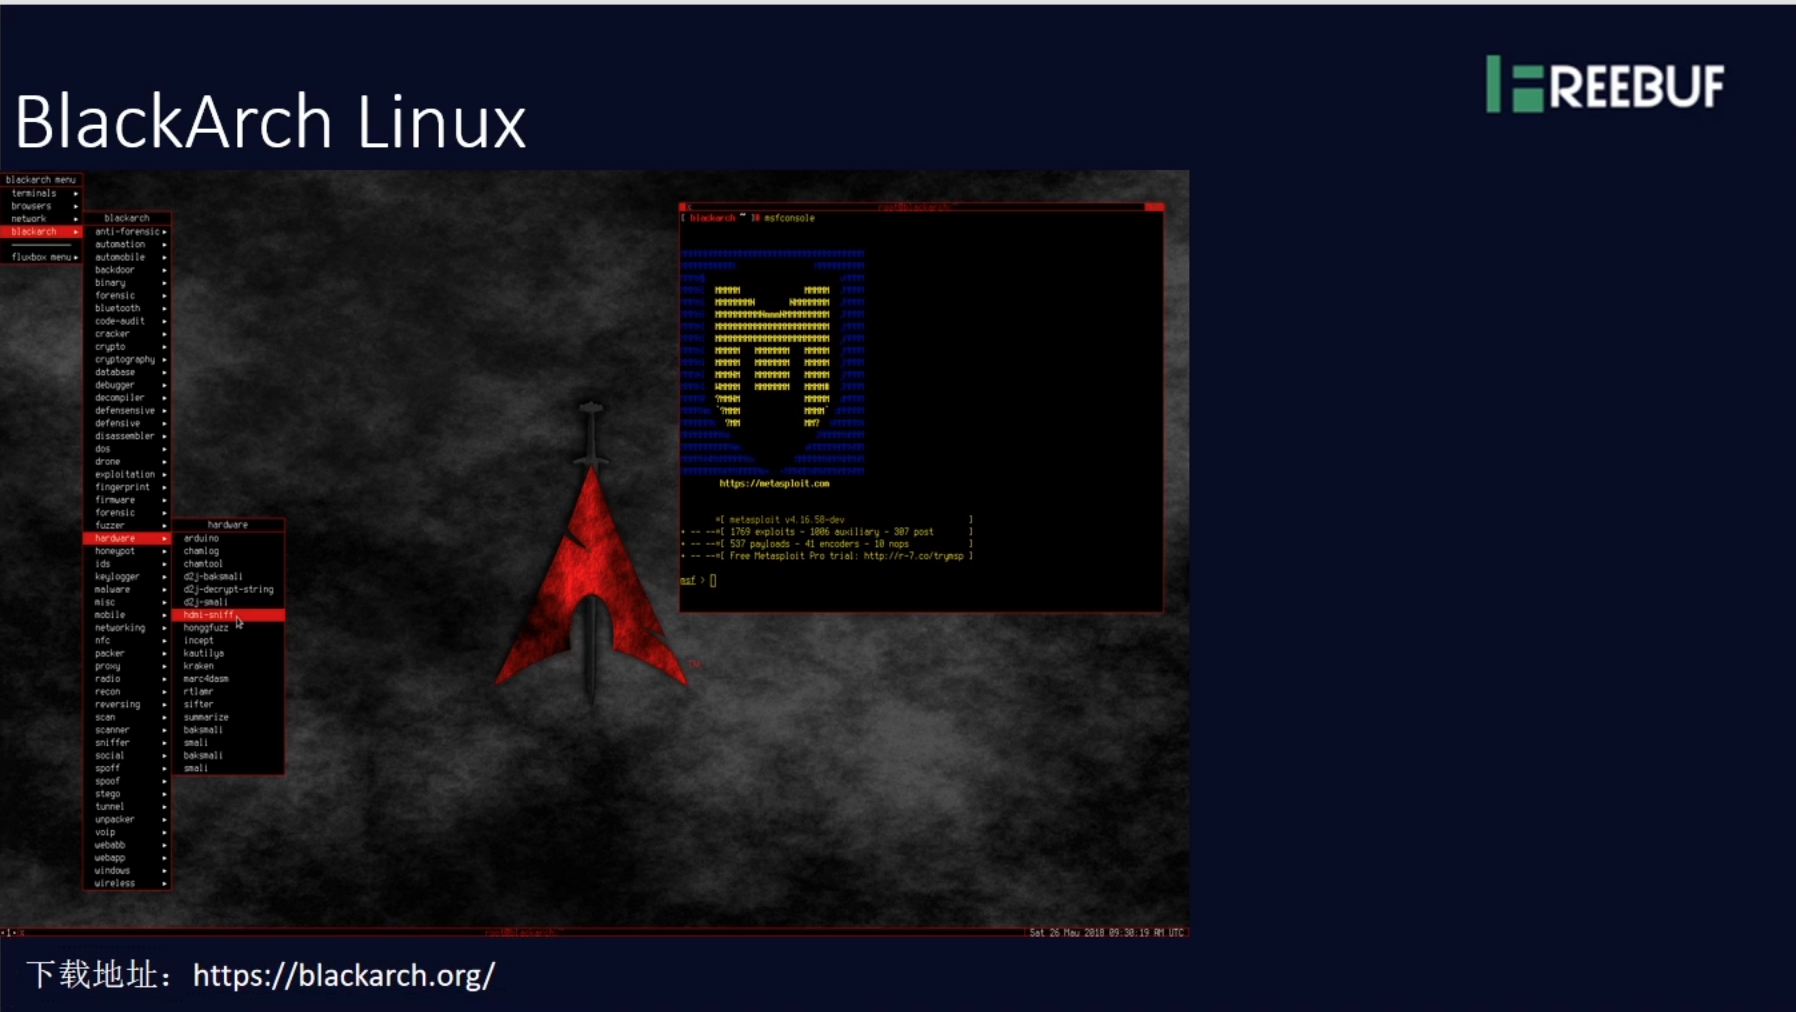 FREEBUF
BlackArch Linux
blackarch menu
terminals
browsers
network
blackarch
fluxbox menu
blackarch
anti-forensic
automation
automobile
backdoor
binary
forensic
bluetooth
code-audit
cracker
crypto
cryptography
database
debugger
decompiler
defensensive
defensive
disassembler
dos
drone
exploitation
fingerprint
firmware
forensic
fuzzer
hardware
honeypot
ids
keylogger
malware
misc
mobile
networking
nfc
packer
proxy
radio
recon
reversing
scan
scanner
sniffer
social
spoff
spoof
stego
tunnel
unpacker
voip
webabb
webapp
windows
wireless
hardware
arduino
chamlog
chamtool
d2j-baksmali
d2j-decrypt-string
d2j-smali
hdmi-sniff
honggfuzz
incept
kautilya
kraken
marc4dasm
rtlamr
sifter
summarize
baksmali
smali
baksmali
smali
[ blackarch ~ ]# msfconsole
https://metasploit.com
=[ metasploit v4.16.58-dev ]
+ -- --=[ 1769 exploits - 1006 auxiliary - 307 post ]
+ -- --=[ 537 payloads - 41 encoders - 10 nops ]
+ -- --=[ Free Metasploit Pro trial: http://r-7.co/trymsp ]
msf >
TM
Sat 26 May 2018 09:30:19 AM UTC
下载地址：https://blackarch.org/